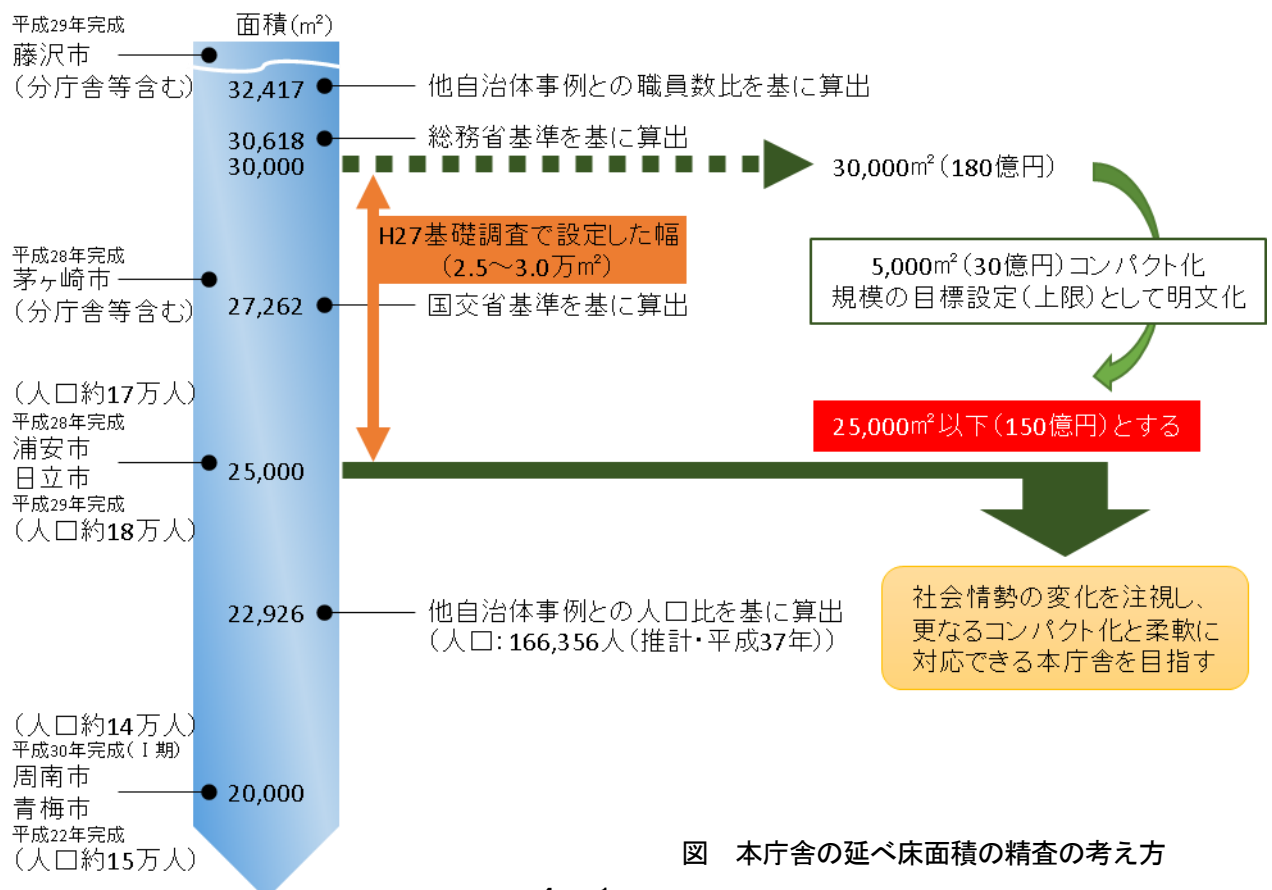 平成29年完成
藤沢市
(分庁舎等含む)
面積(m²)
32,417
他自治体事例との職員数比を基に算出
30,618
総務省基準を基に算出
30,000
30,000㎡(180億円)
H27基礎調査で設定した幅
(2.5～3.0万㎡)
5,000㎡(30億円)コンパクト化
規模の目標設定(上限)として明文化
平成28年完成
茅ヶ崎市
(分庁舎等含む)
27,262
国交省基準を基に算出
(人口約17万人)
平成28年完成
浦安市
日立市
平成29年完成
(人口約18万人)
25,000
25,000㎡以下(150億円)とする
22,926
他自治体事例との人口比を基に算出
(人口:166,356人(推計・平成37年))
社会情勢の変化を注視し、
更なるコンパクト化と柔軟に
対応できる本庁舎を目指す
(人口約14万人)
平成30年完成(Ⅰ期)
周南市
青梅市
平成22年完成
(人口約15万人)
20,000
図 本庁舎の延べ床面積の精査の考え方